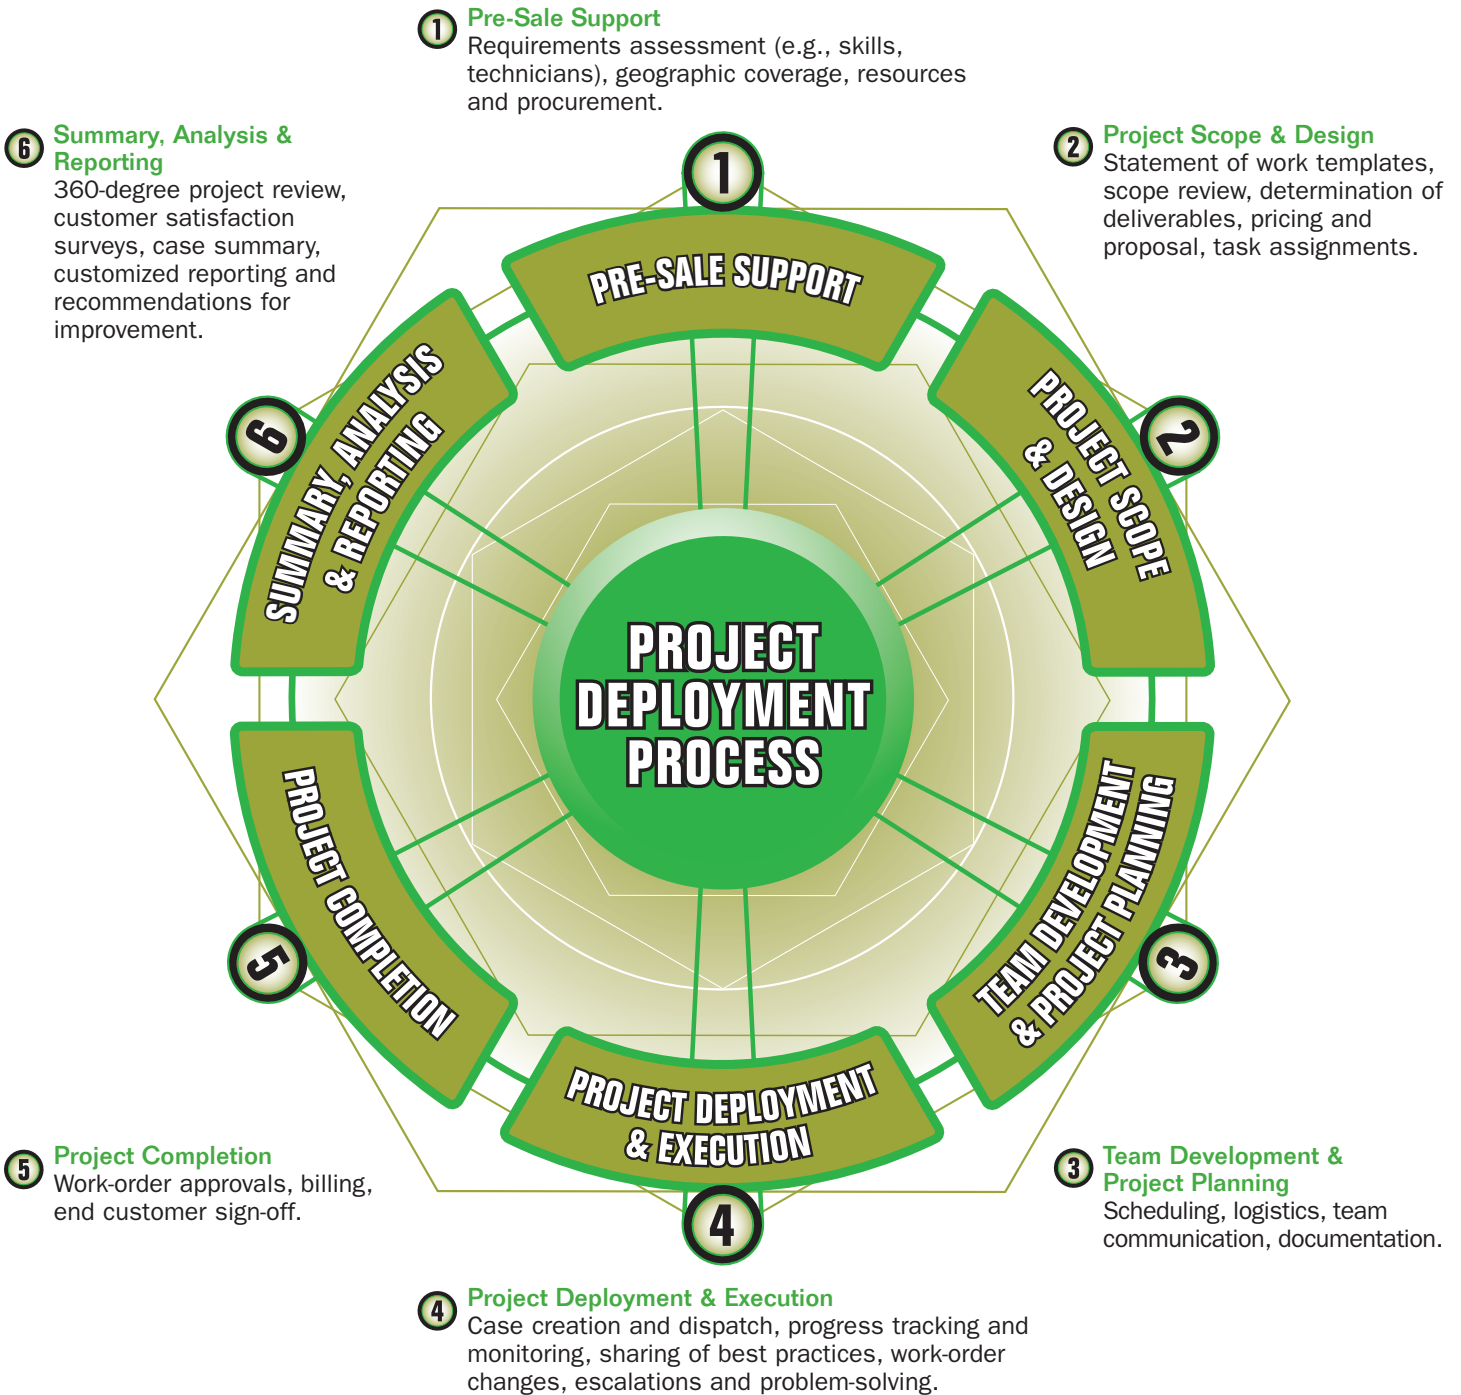 1
Pre-Sale Support
Requirements assessment (e.g., skills,
technicians), geographic coverage, resources
and procurement.
6
Summary, Analysis &
Reporting
360-degree project review,
customer satisfaction
surveys, case summary,
customized reporting and
recommendations for
improvement.
2
Project Scope & Design
Statement of work templates,
scope review, determination of
deliverables, pricing and
proposal, task assignments.
1
PRE-SALE SUPPORT
2
PROJECT SCOPE
& DESIGN
3
TEAM DEVELOPMENT
& PROJECT PLANNING
4
PROJECT DEPLOYMENT
& EXECUTION
5
PROJECT COMPLETION
6
SUMMARY, ANALYSIS
& REPORTING
PROJECT
DEPLOYMENT
PROCESS
5
Project Completion
Work-order approvals, billing,
end customer sign-off.
3
Team Development &
Project Planning
Scheduling, logistics, team
communication, documentation.
4
Project Deployment & Execution
Case creation and dispatch, progress tracking and
monitoring, sharing of best practices, work-order
changes, escalations and problem-solving.